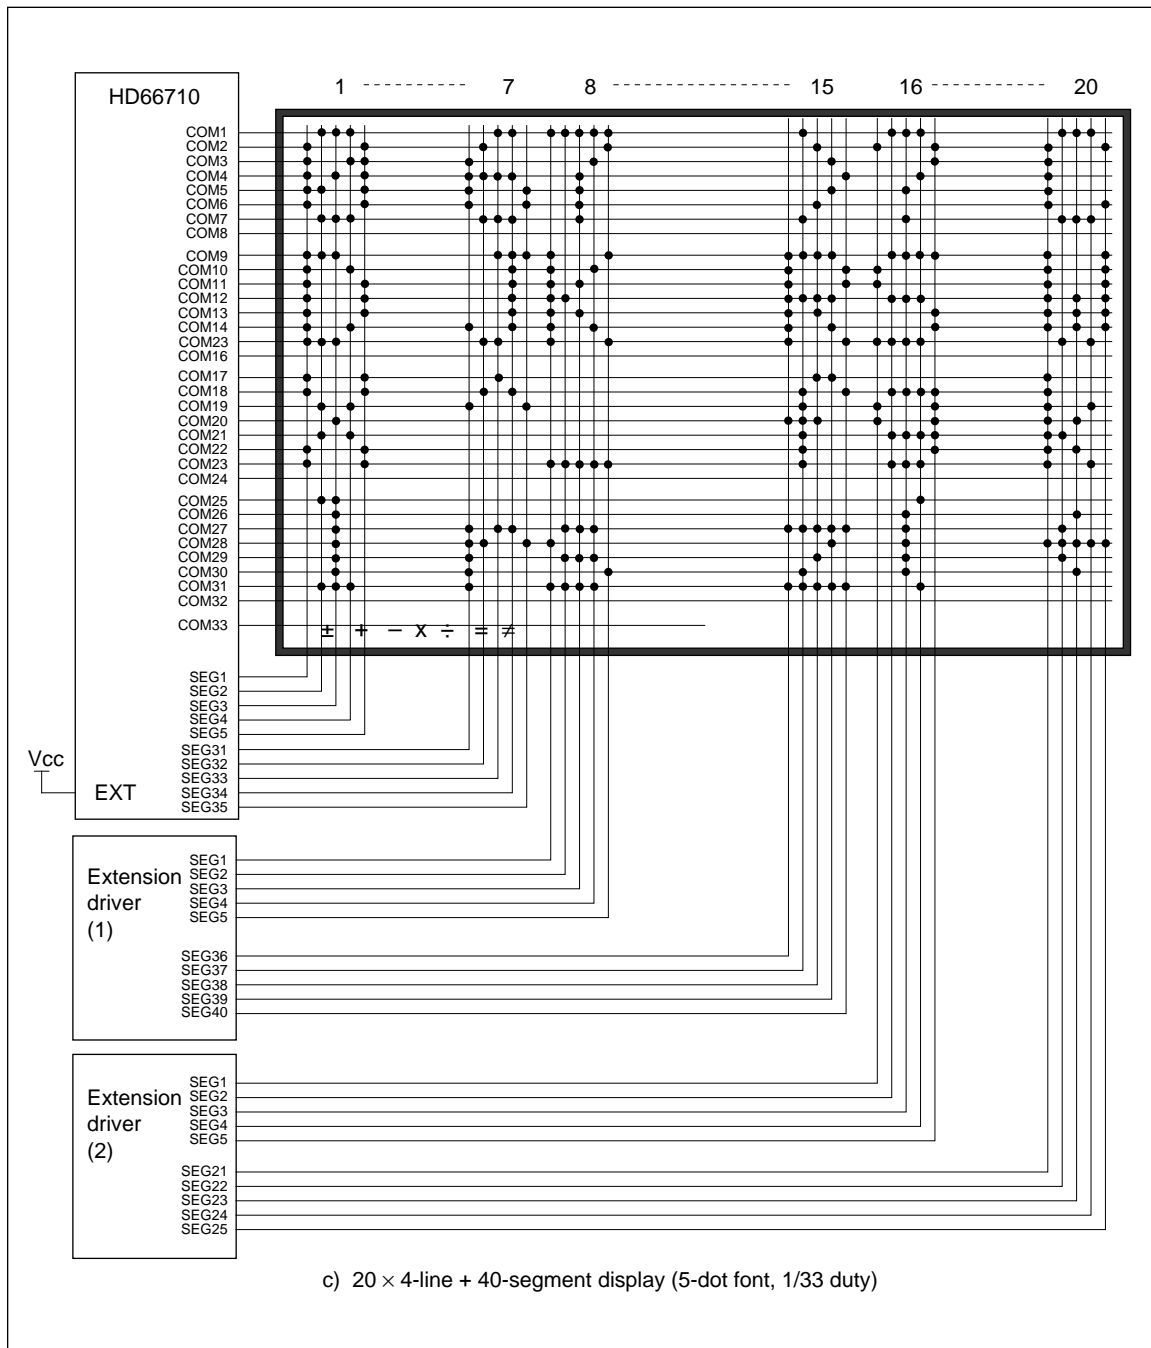 1 7 8 15 16 20
HD66710
COM1
COM2
COM3
COM4
COM5
COM6
COM7
COM8
COM9
COM10
COM11
COM12
COM13
COM14
COM23
COM16
COM17
COM18
COM19
COM20
COM21
COM22
COM23
COM24
COM25
COM26
COM27
COM28
COM29
COM30
COM31
COM32
COM33
± + − x ÷ = ≠
SEG1
SEG2
SEG3
SEG4
SEG5
SEG31
SEG32
SEG33
SEG34
SEG35
Vcc
EXT
Extension
driver
(1)
SEG1
SEG2
SEG3
SEG4
SEG5
SEG36
SEG37
SEG38
SEG39
SEG40
Extension
driver
(2)
SEG1
SEG2
SEG3
SEG4
SEG5
SEG21
SEG22
SEG23
SEG24
SEG25
c) 20 × 4-line + 40-segment display (5-dot font, 1/33 duty)